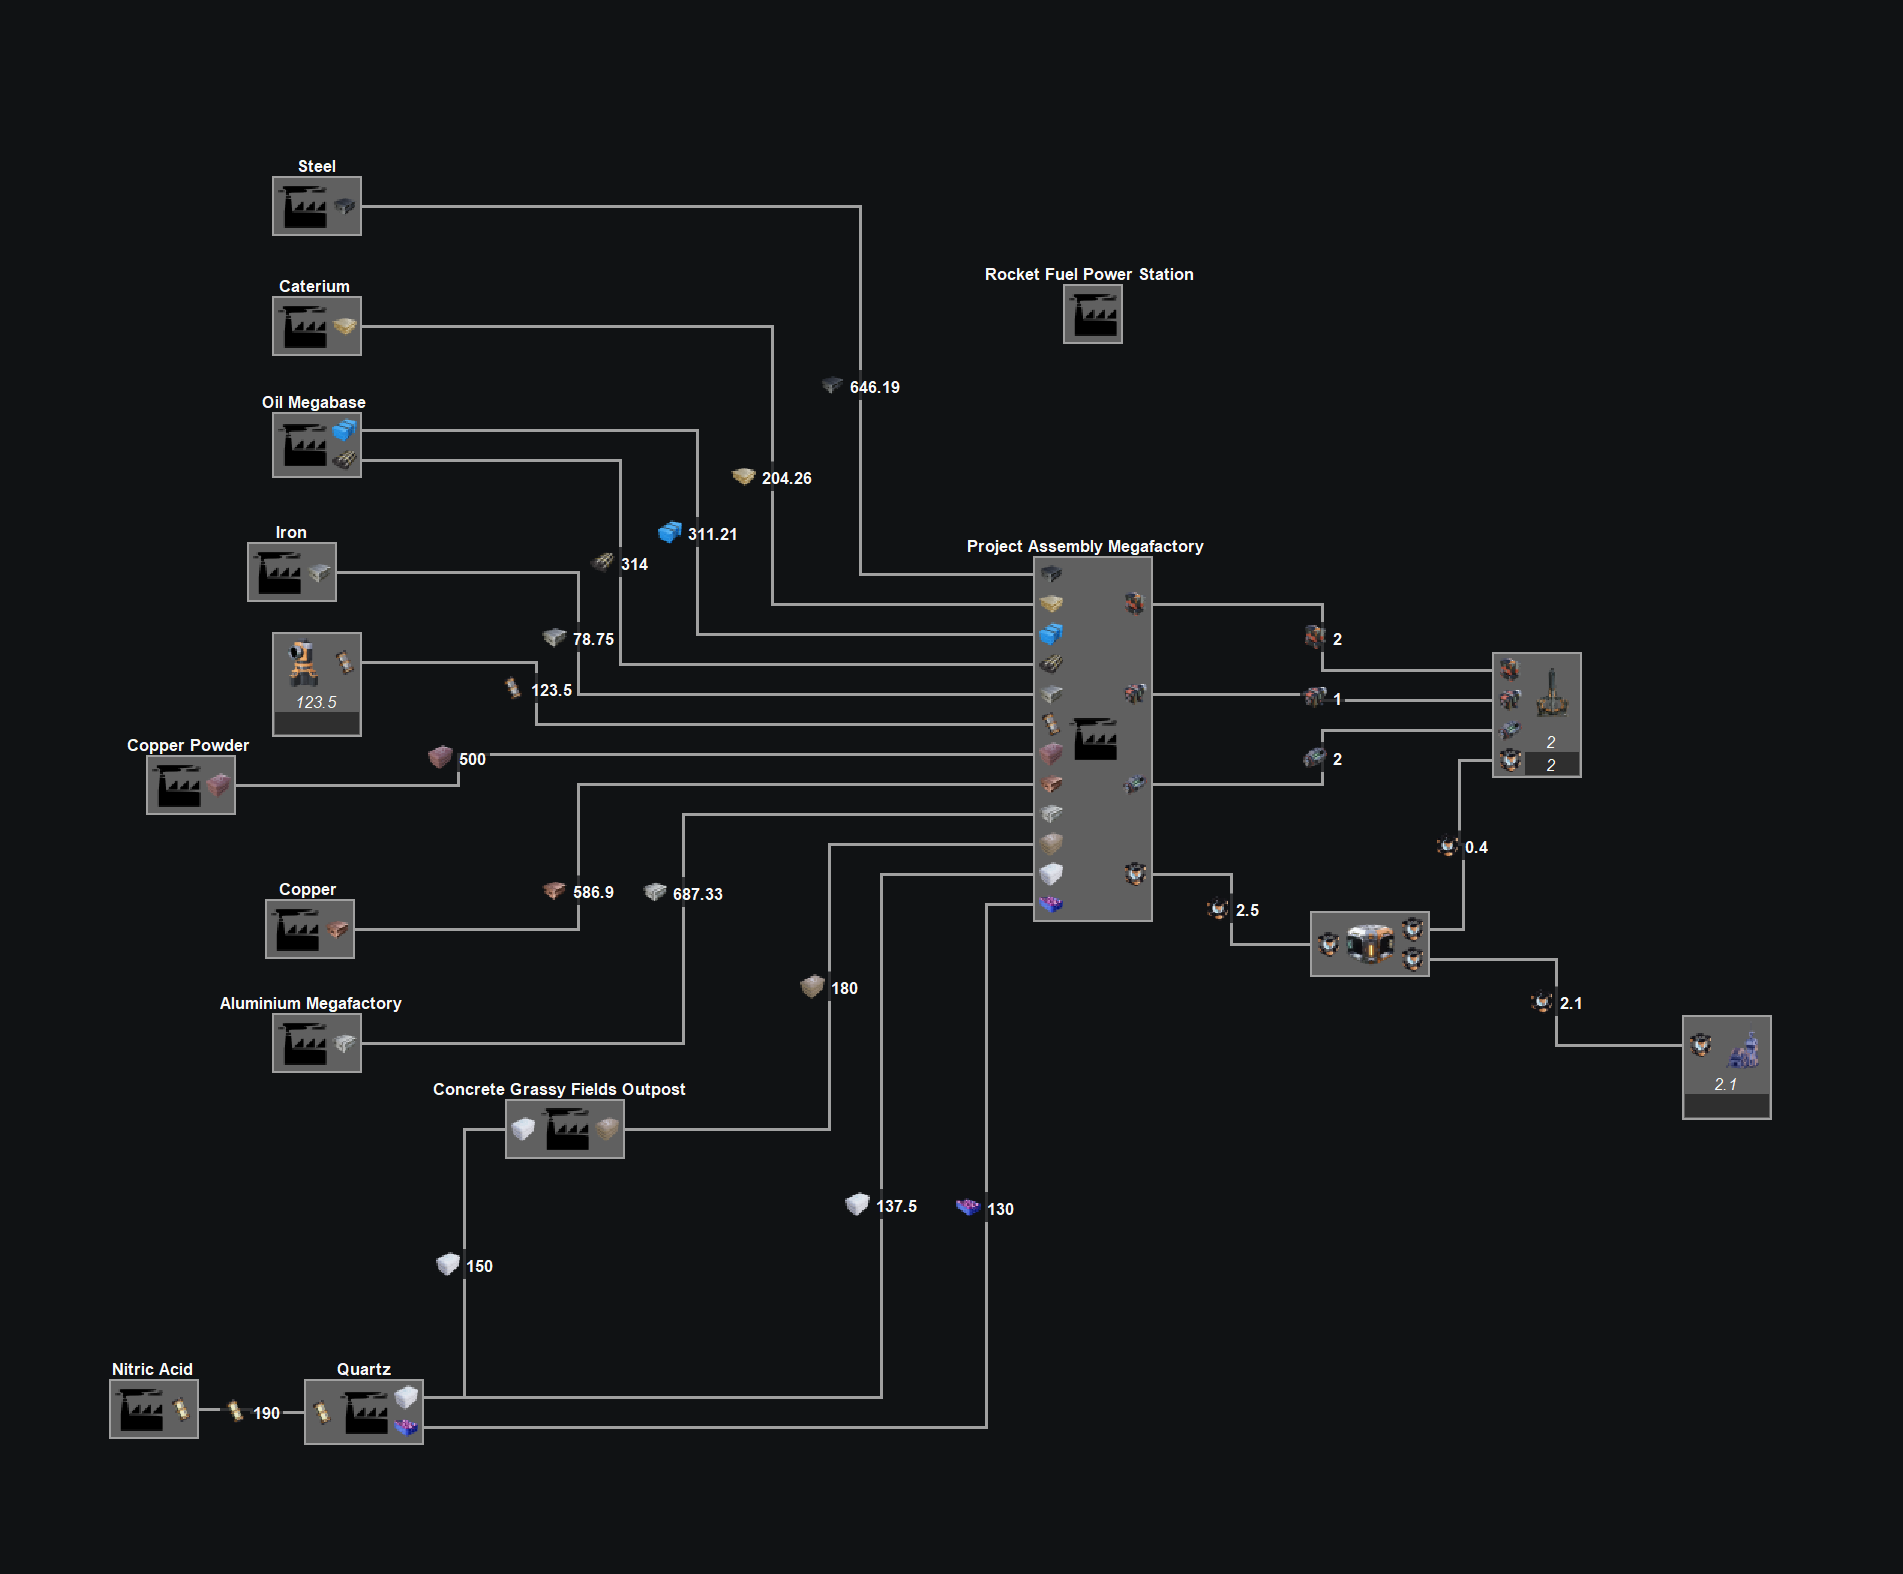 Steel
Caterium
Rocket Fuel Power Station
646.19
Oil Megabase
204.26
311.21
Iron
314
Project Assembly Megafactory
78.75
2
123.5
123.5
1
Copper Powder
500
2
2
2
0.4
Copper
586.9
687.33
2.5
180
Aluminium Megafactory
2.1
Concrete Grassy Fields Outpost
2.1
137.5
130
150
Nitric Acid
Quartz
190